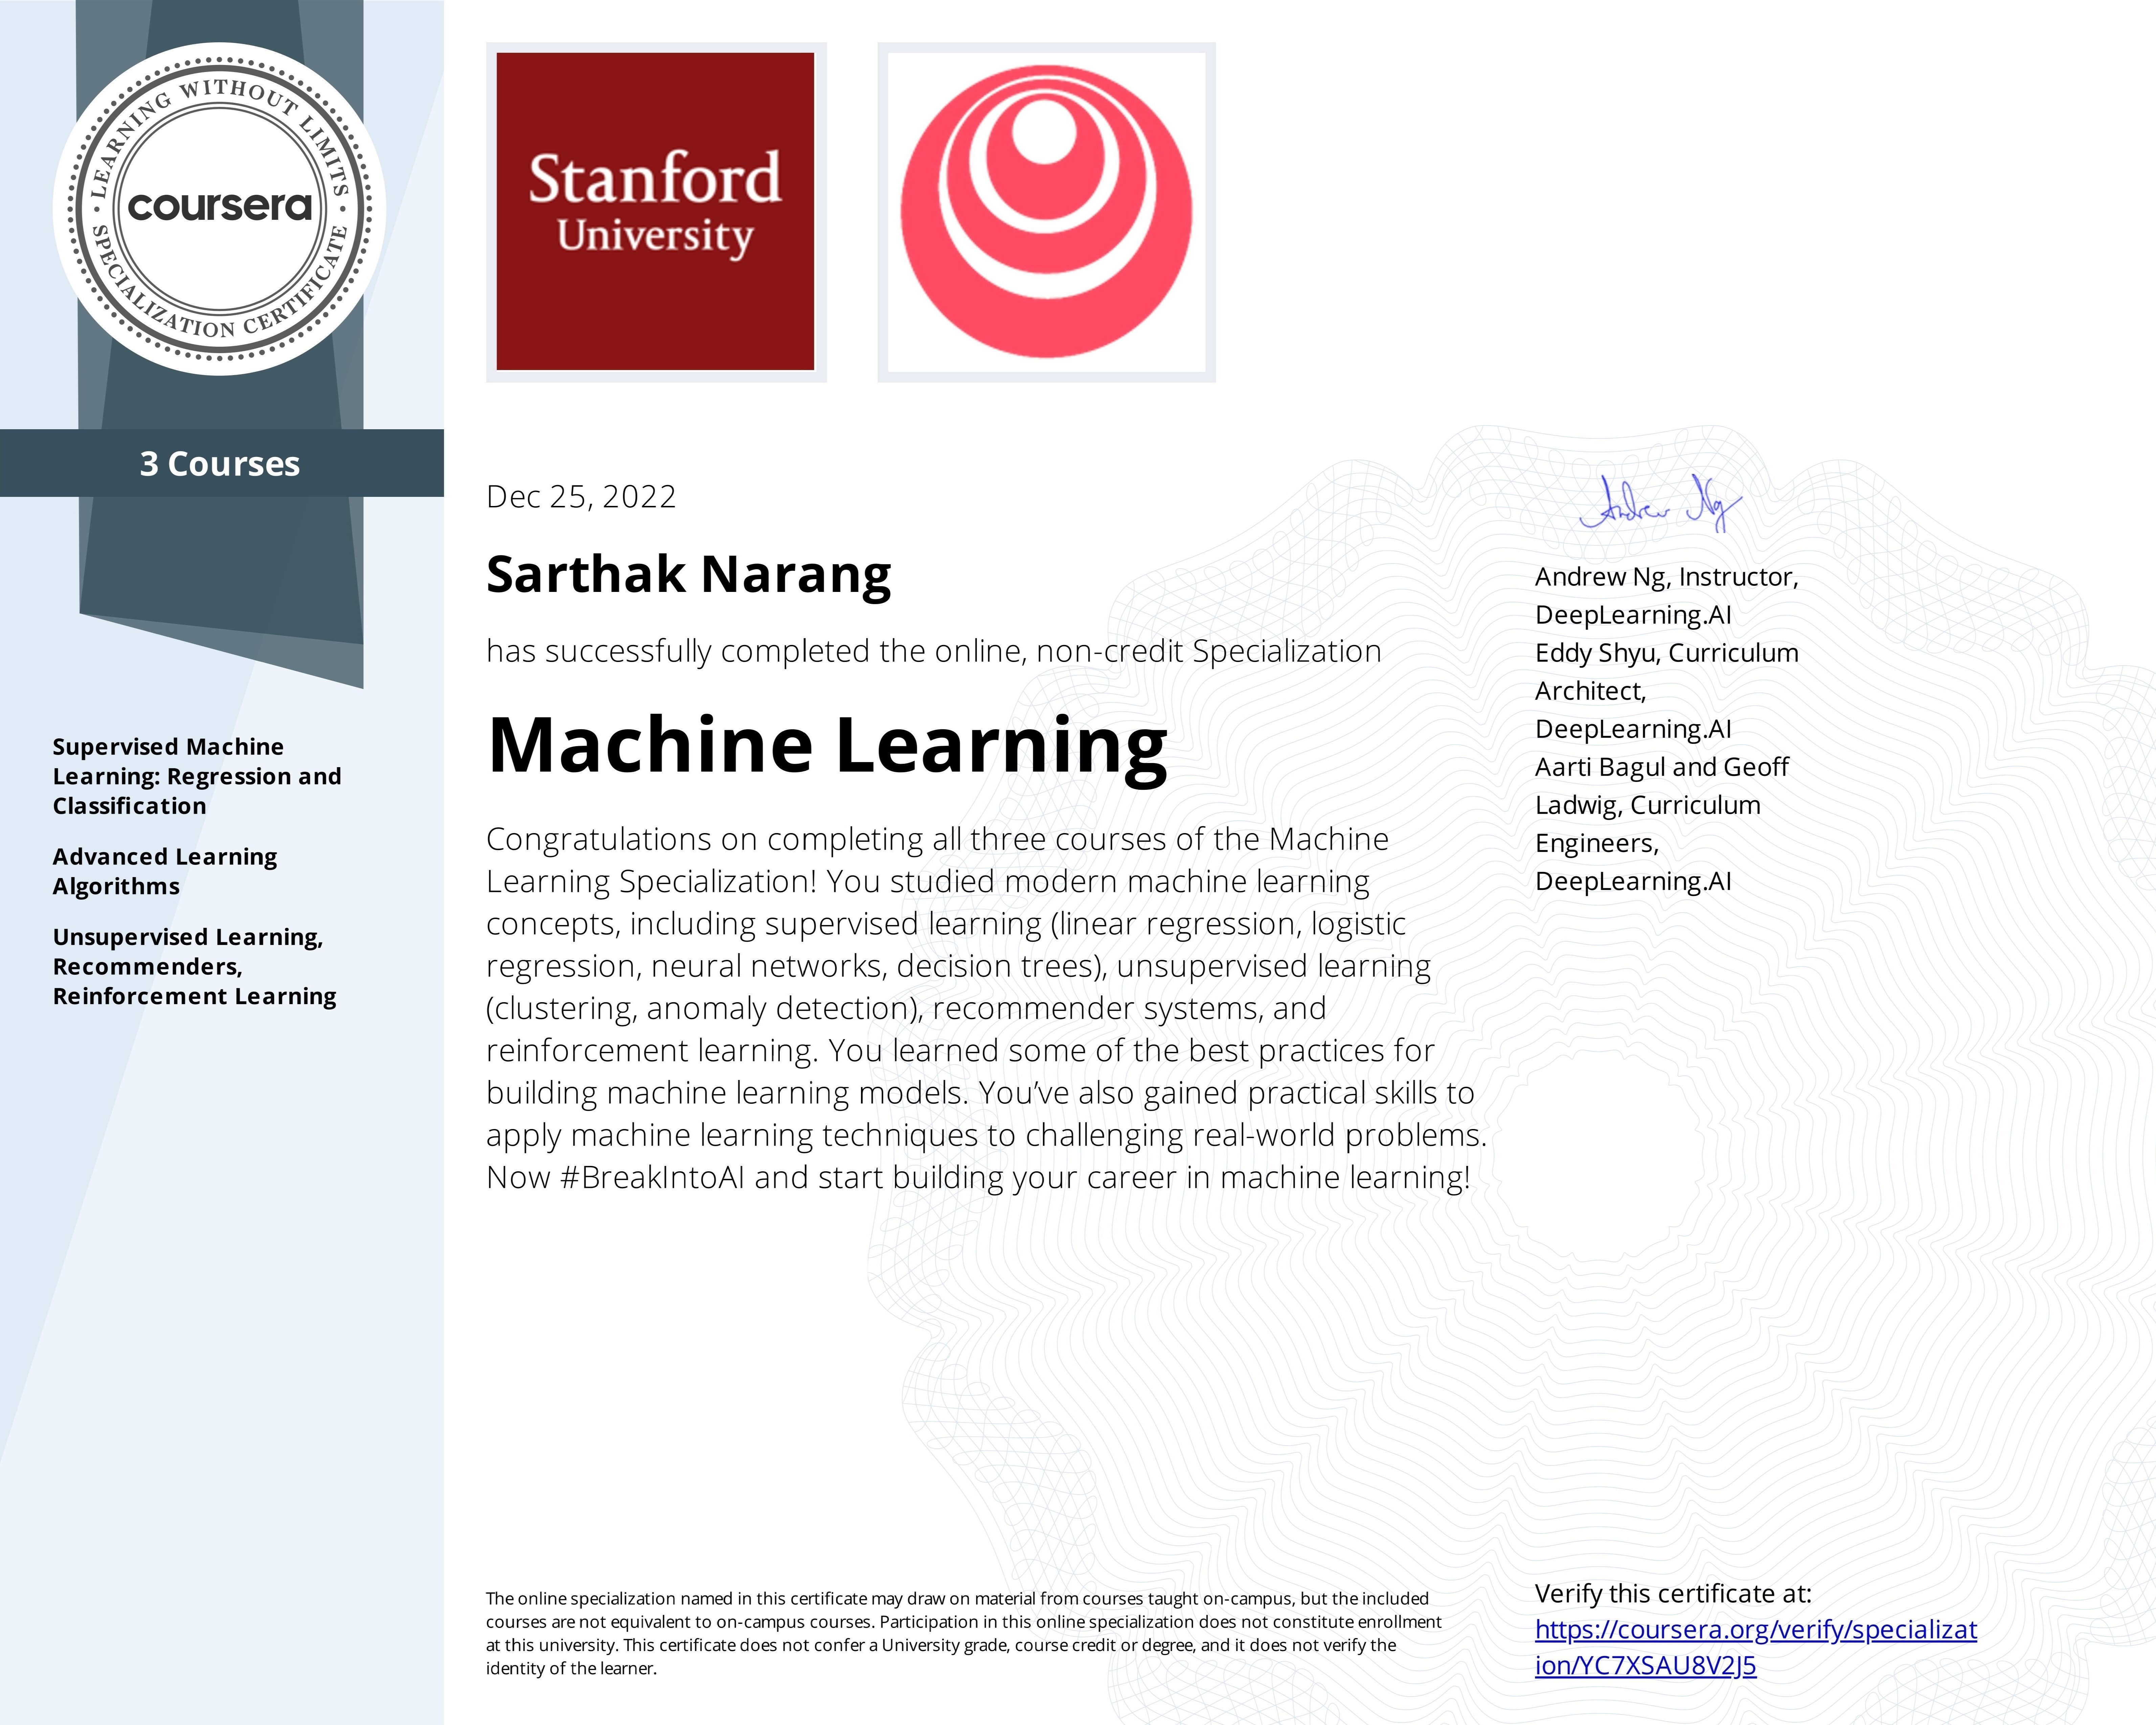 LEARNING WITHOUT LIMITS
coursera
SPECIALIZATION CERTIFICATE
3 Courses
Supervised Machine
Learning: Regression and
Classification
Advanced Learning
Algorithms
Unsupervised Learning,
Recommenders,
Reinforcement Learning
Stanford
University
Dec 25, 2022
Sarthak Narang
has successfully completed the online, non-credit Specialization
Machine Learning
Congratulations on completing all three courses of the Machine
Learning Specialization! You studied modern machine learning
concepts, including supervised learning (linear regression, logistic
regression, neural networks, decision trees), unsupervised learning
(clustering, anomaly detection), recommender systems, and
reinforcement learning. You learned some of the best practices for
building machine learning models. You’ve also gained practical skills to
apply machine learning techniques to challenging real-world problems.
Now #BreakIntoAI and start building your career in machine learning!
Andrew Ng
Andrew Ng, Instructor,
DeepLearning.AI
Eddy Shyu, Curriculum
Architect,
DeepLearning.AI
Aarti Bagul and Geoff
Ladwig, Curriculum
Engineers,
DeepLearning.AI
The online specialization named in this certificate may draw on material from courses taught on-campus, but the included
courses are not equivalent to on-campus courses. Participation in this online specialization does not constitute enrollment
at this university. This certificate does not confer a University grade, course credit or degree, and it does not verify the
identity of the learner.
Verify this certificate at:
https://coursera.org/verify/specializat
ion/YC7XSAU8V2J5